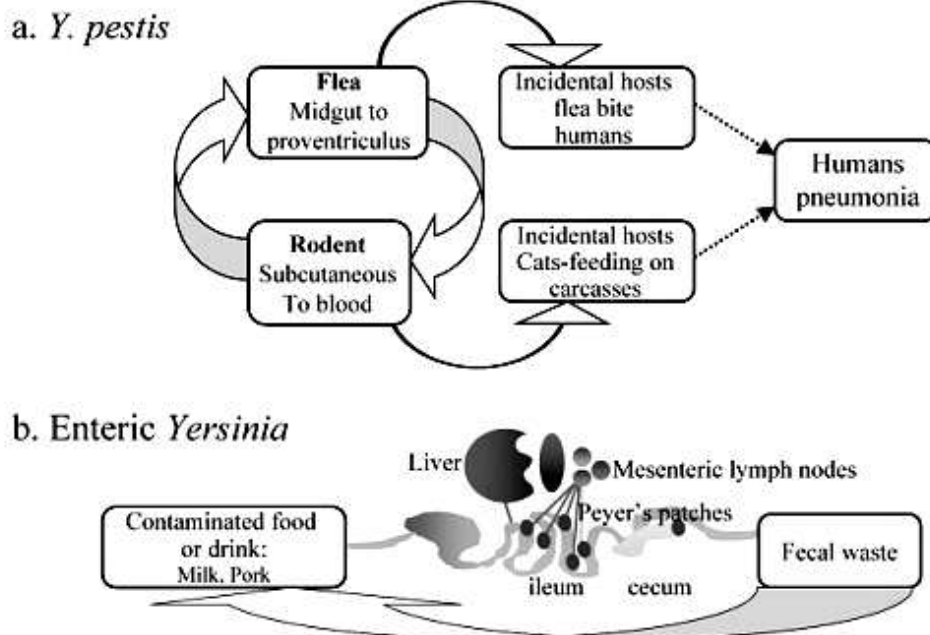 a. Y. pestis
Flea
Midgut to
proventriculus
Incidental hosts
flea bite
humans
Humans
pneumonia
Rodent
Subcutaneous
To blood
Incidental hosts
Cats-feeding on
carcasses
b. Enteric Yersinia
Liver
Mesenteric lymph nodes
Peyer's patches
Contaminated food
or drink:
Milk, Pork
Fecal waste
ileum
cecum